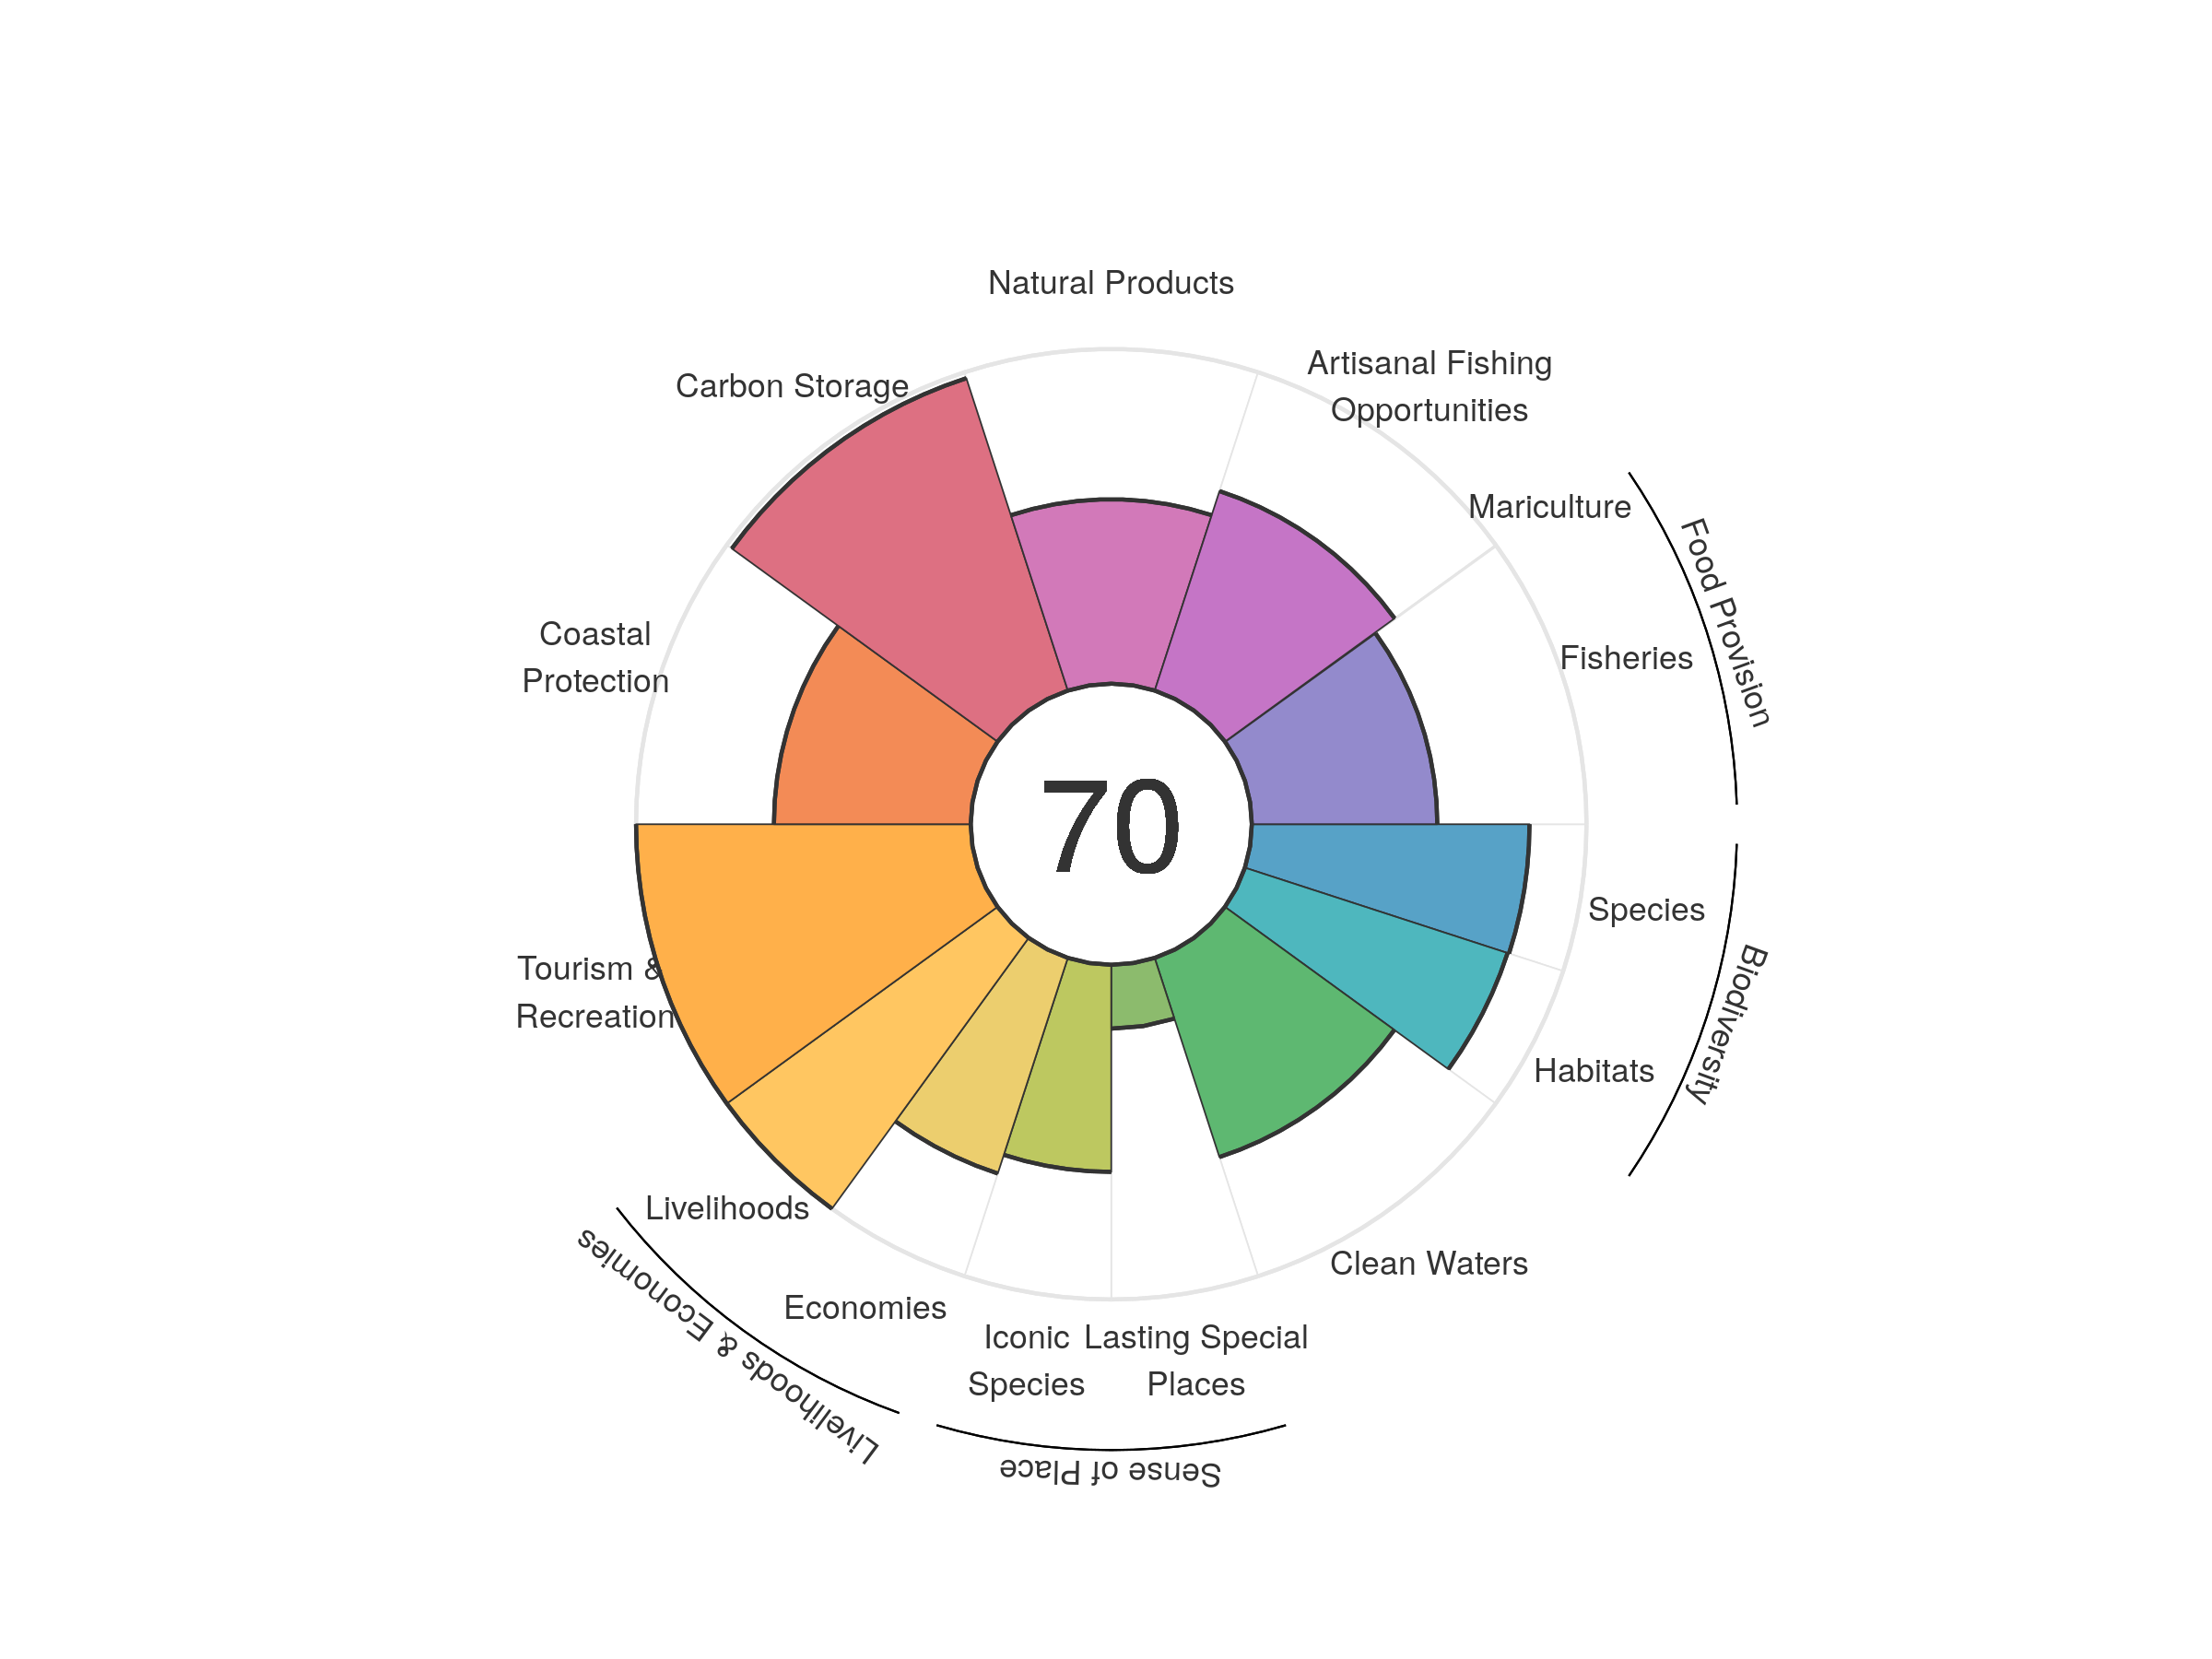 Natural Products
Artisanal Fishing
Opportunities
Carbon Storage
Mariculture
Food Provision
Fisheries
Coastal
Protection
70
Species
Biodiversity
Tourism &
Recreation
Habitats
Livelihoods
Clean Waters
Livelihoods & Economies
Economies
Iconic
Species
Lasting Special
Places
Sense of Place